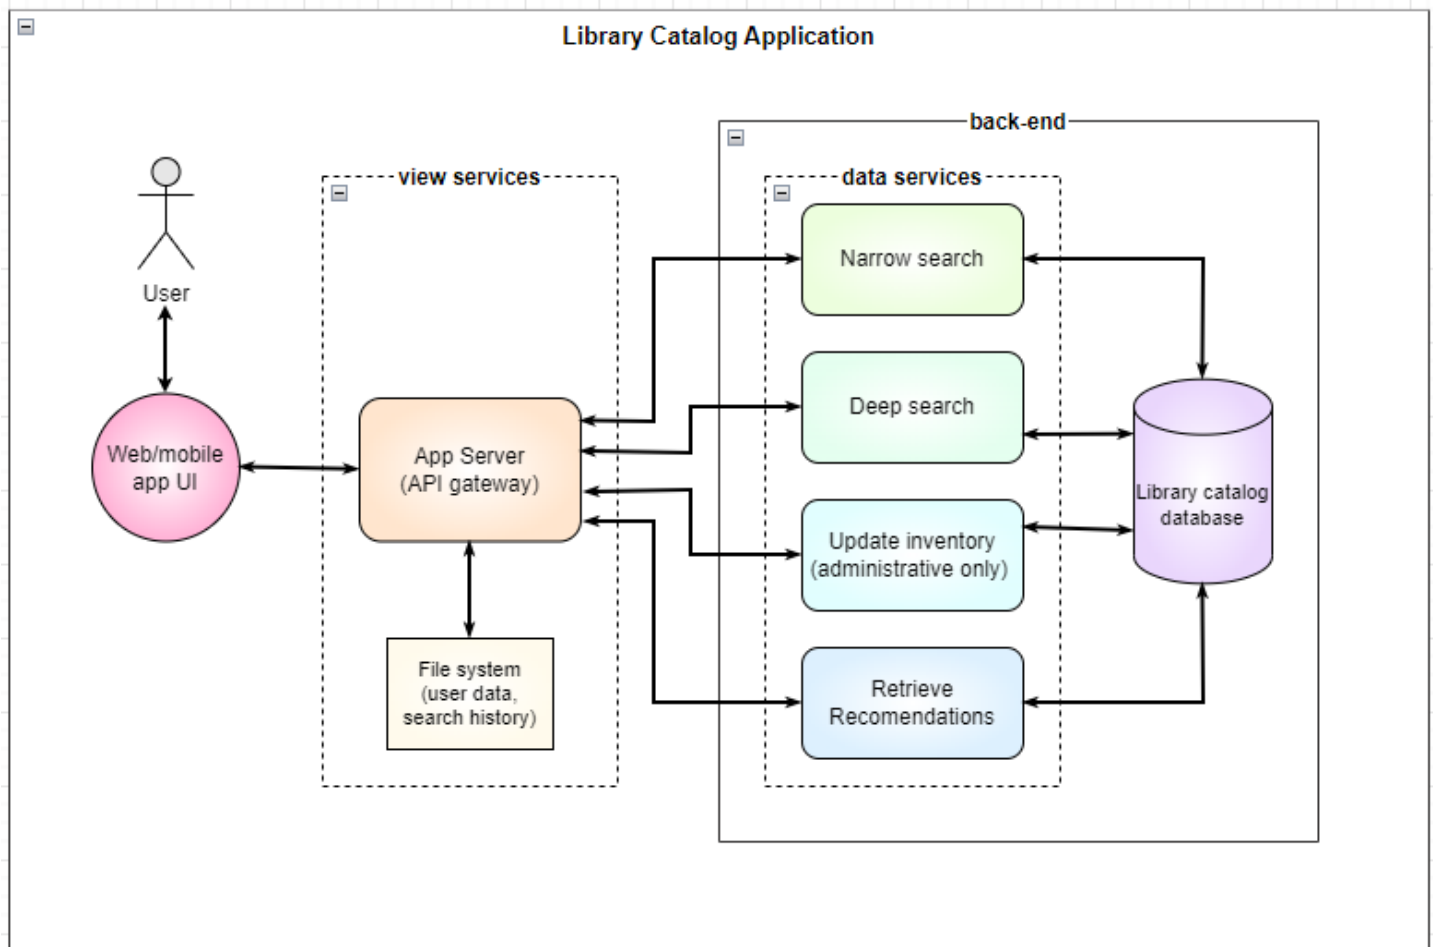 Library Catalog Application
back-end
view services
data services
User
Web/mobile
app UI
App Server
(API gateway)
File system
(user data,
search history)
Narrow search
Deep search
Update inventory
(administrative only)
Retrieve
Recomendations
Library catalog
database